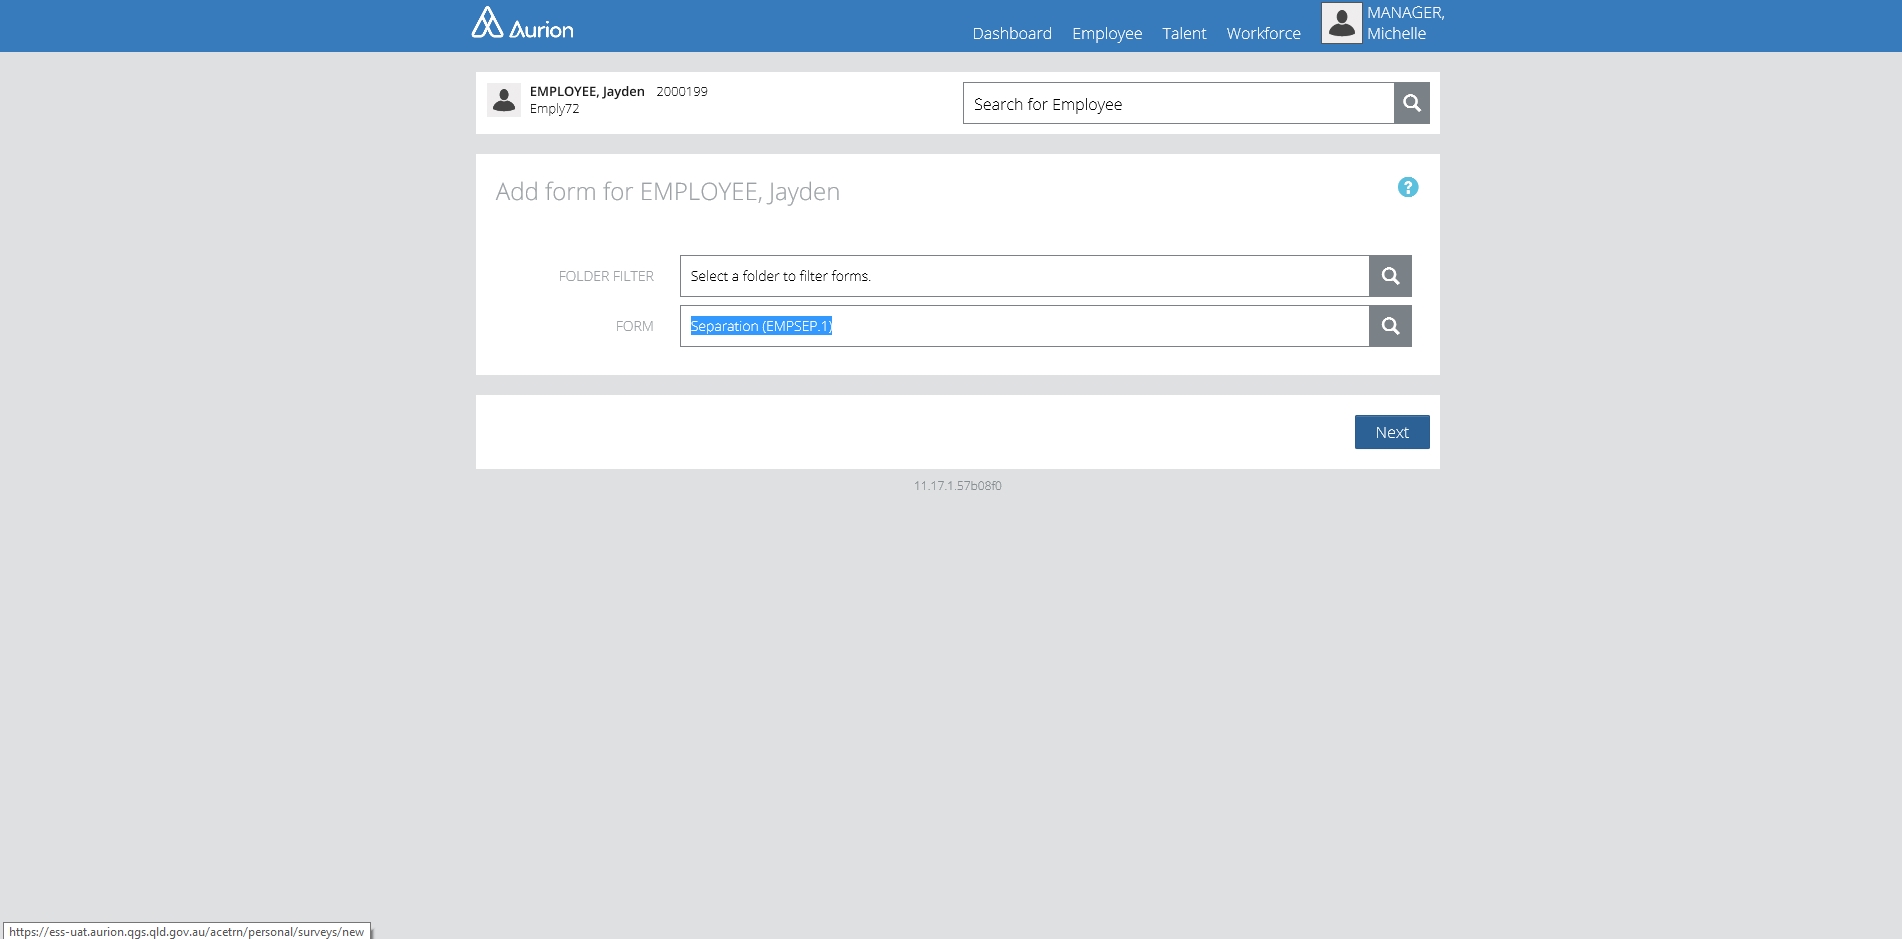 Aurion
Dashboard Employee Talent Workforce
MANAGER,
Michelle
EMPLOYEE, Jayden 2000199
Emply72
Search for Employee
Add form for EMPLOYEE, Jayden
?
FOLDER FILTER
Select a folder to filter forms.
FORM
Separation (EMPSEP.1)
Next
11.17.1.57b08f0
https://ess-uat.aurion.qgs.qld.gov.au/acetrn/personal/surveys/new